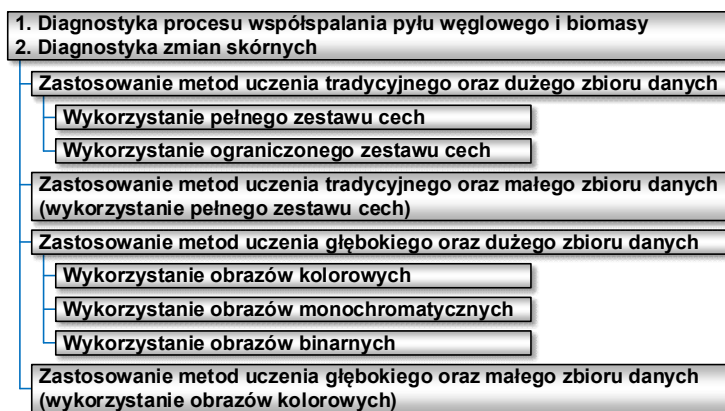 1. Diagnostyka procesu współspalania pyłu węglowego i biomasy
2. Diagnostyka zmian skórnych
Zastosowanie metod uczenia tradycyjnego oraz dużego zbioru danych
Wykorzystanie pełnego zestawu cech
Wykorzystanie ograniczonego zestawu cech
Zastosowanie metod uczenia tradycyjnego oraz małego zbioru danych
(wykorzystanie pełnego zestawu cech)
Zastosowanie metod uczenia głębokiego oraz dużego zbioru danych
Wykorzystanie obrazów kolorowych
Wykorzystanie obrazów monochromatycznych
Wykorzystanie obrazów binarnych
Zastosowanie metod uczenia głębokiego oraz małego zbioru danych
(wykorzystanie obrazów kolorowych)